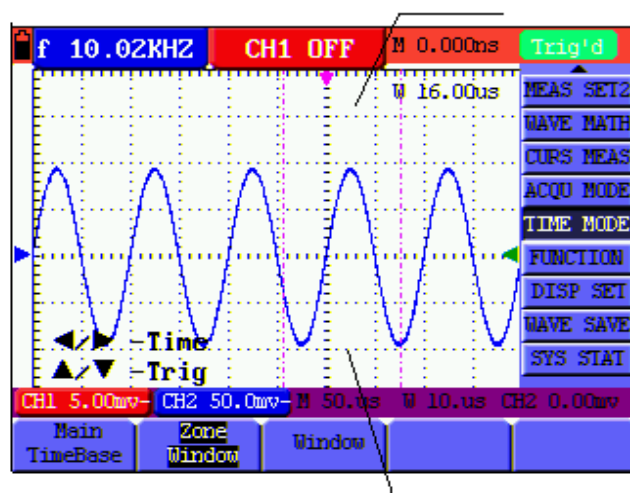 f 10.02KHZ CH1 OFF M 0.000ns Trig'd
W 16.00us
MEAS SET2
WAVE MATH
CURS MEAS
ACQU MODE
TIME MODE
FUNCTION
DISP SET
WAVE SAVE
SYS STAT
◀/▶ -Time
▲/▼ -Trig
CH1 5.00mv- CH2 50.0mv- M 50.us W 10.us CH2 0.00mv
Main TimeBase
Zone Window
Window